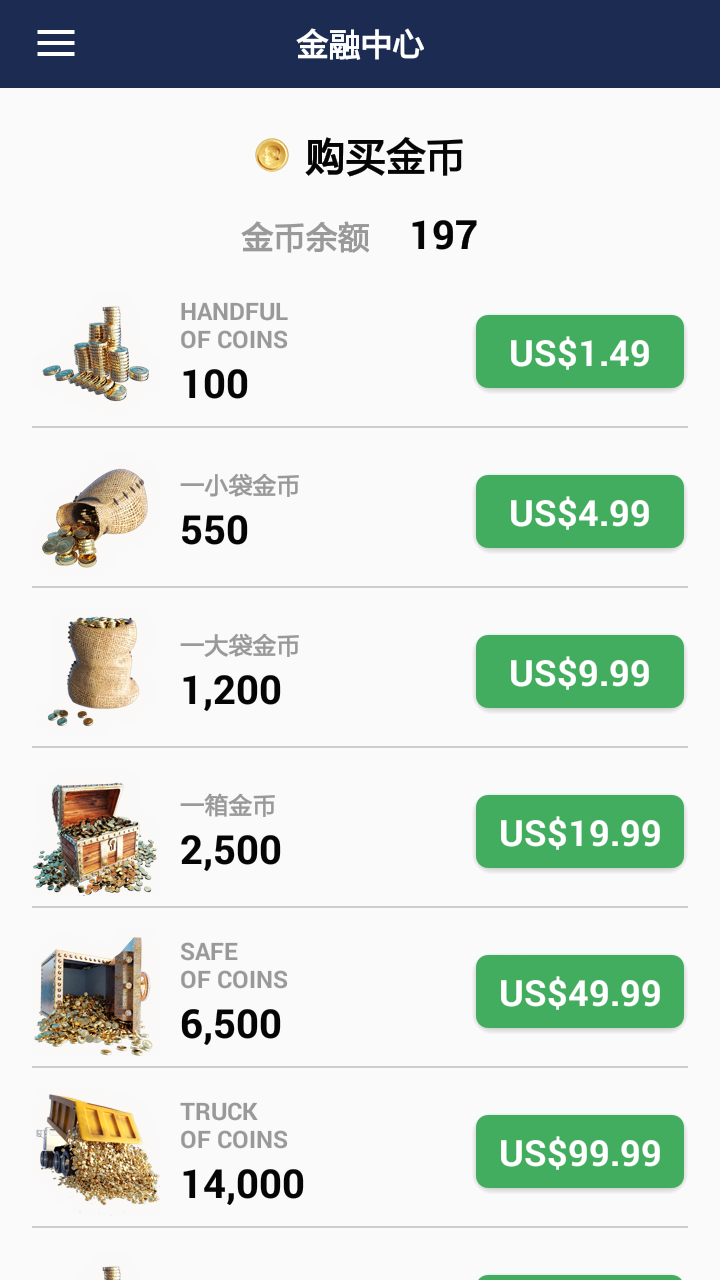 金融中心
购买金币
金币余额 197
HANDFUL
OF COINS
100
US$1.49
一小袋金币
550
US$4.99
一大袋金币
1,200
US$9.99
一箱金币
2,500
US$19.99
SAFE
OF COINS
6,500
US$49.99
TRUCK
OF COINS
14,000
US$99.99